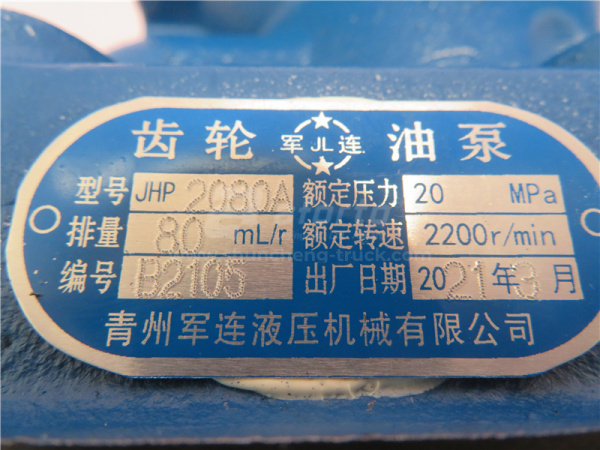 齿轮 军JL连 油泵
型号 JHP 2080A 额定压力 20 MPa
排量 80 mL/r 额定转速 2200r/min
编号 B2105 出厂日期 2021年3月
青州军连液压机械有限公司